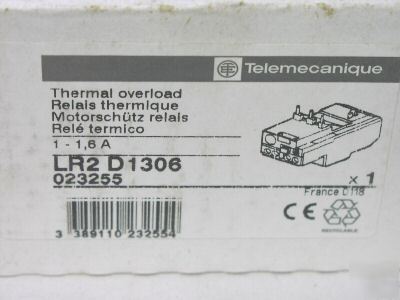 Telemecanique
Thermal overload
Relais thermique
Motorschütz relais
Relé termico
1 - 1,6 A
LR2 D1306
023255
x 1
France D118
3 389110 232554
CE
RECYCLABLE